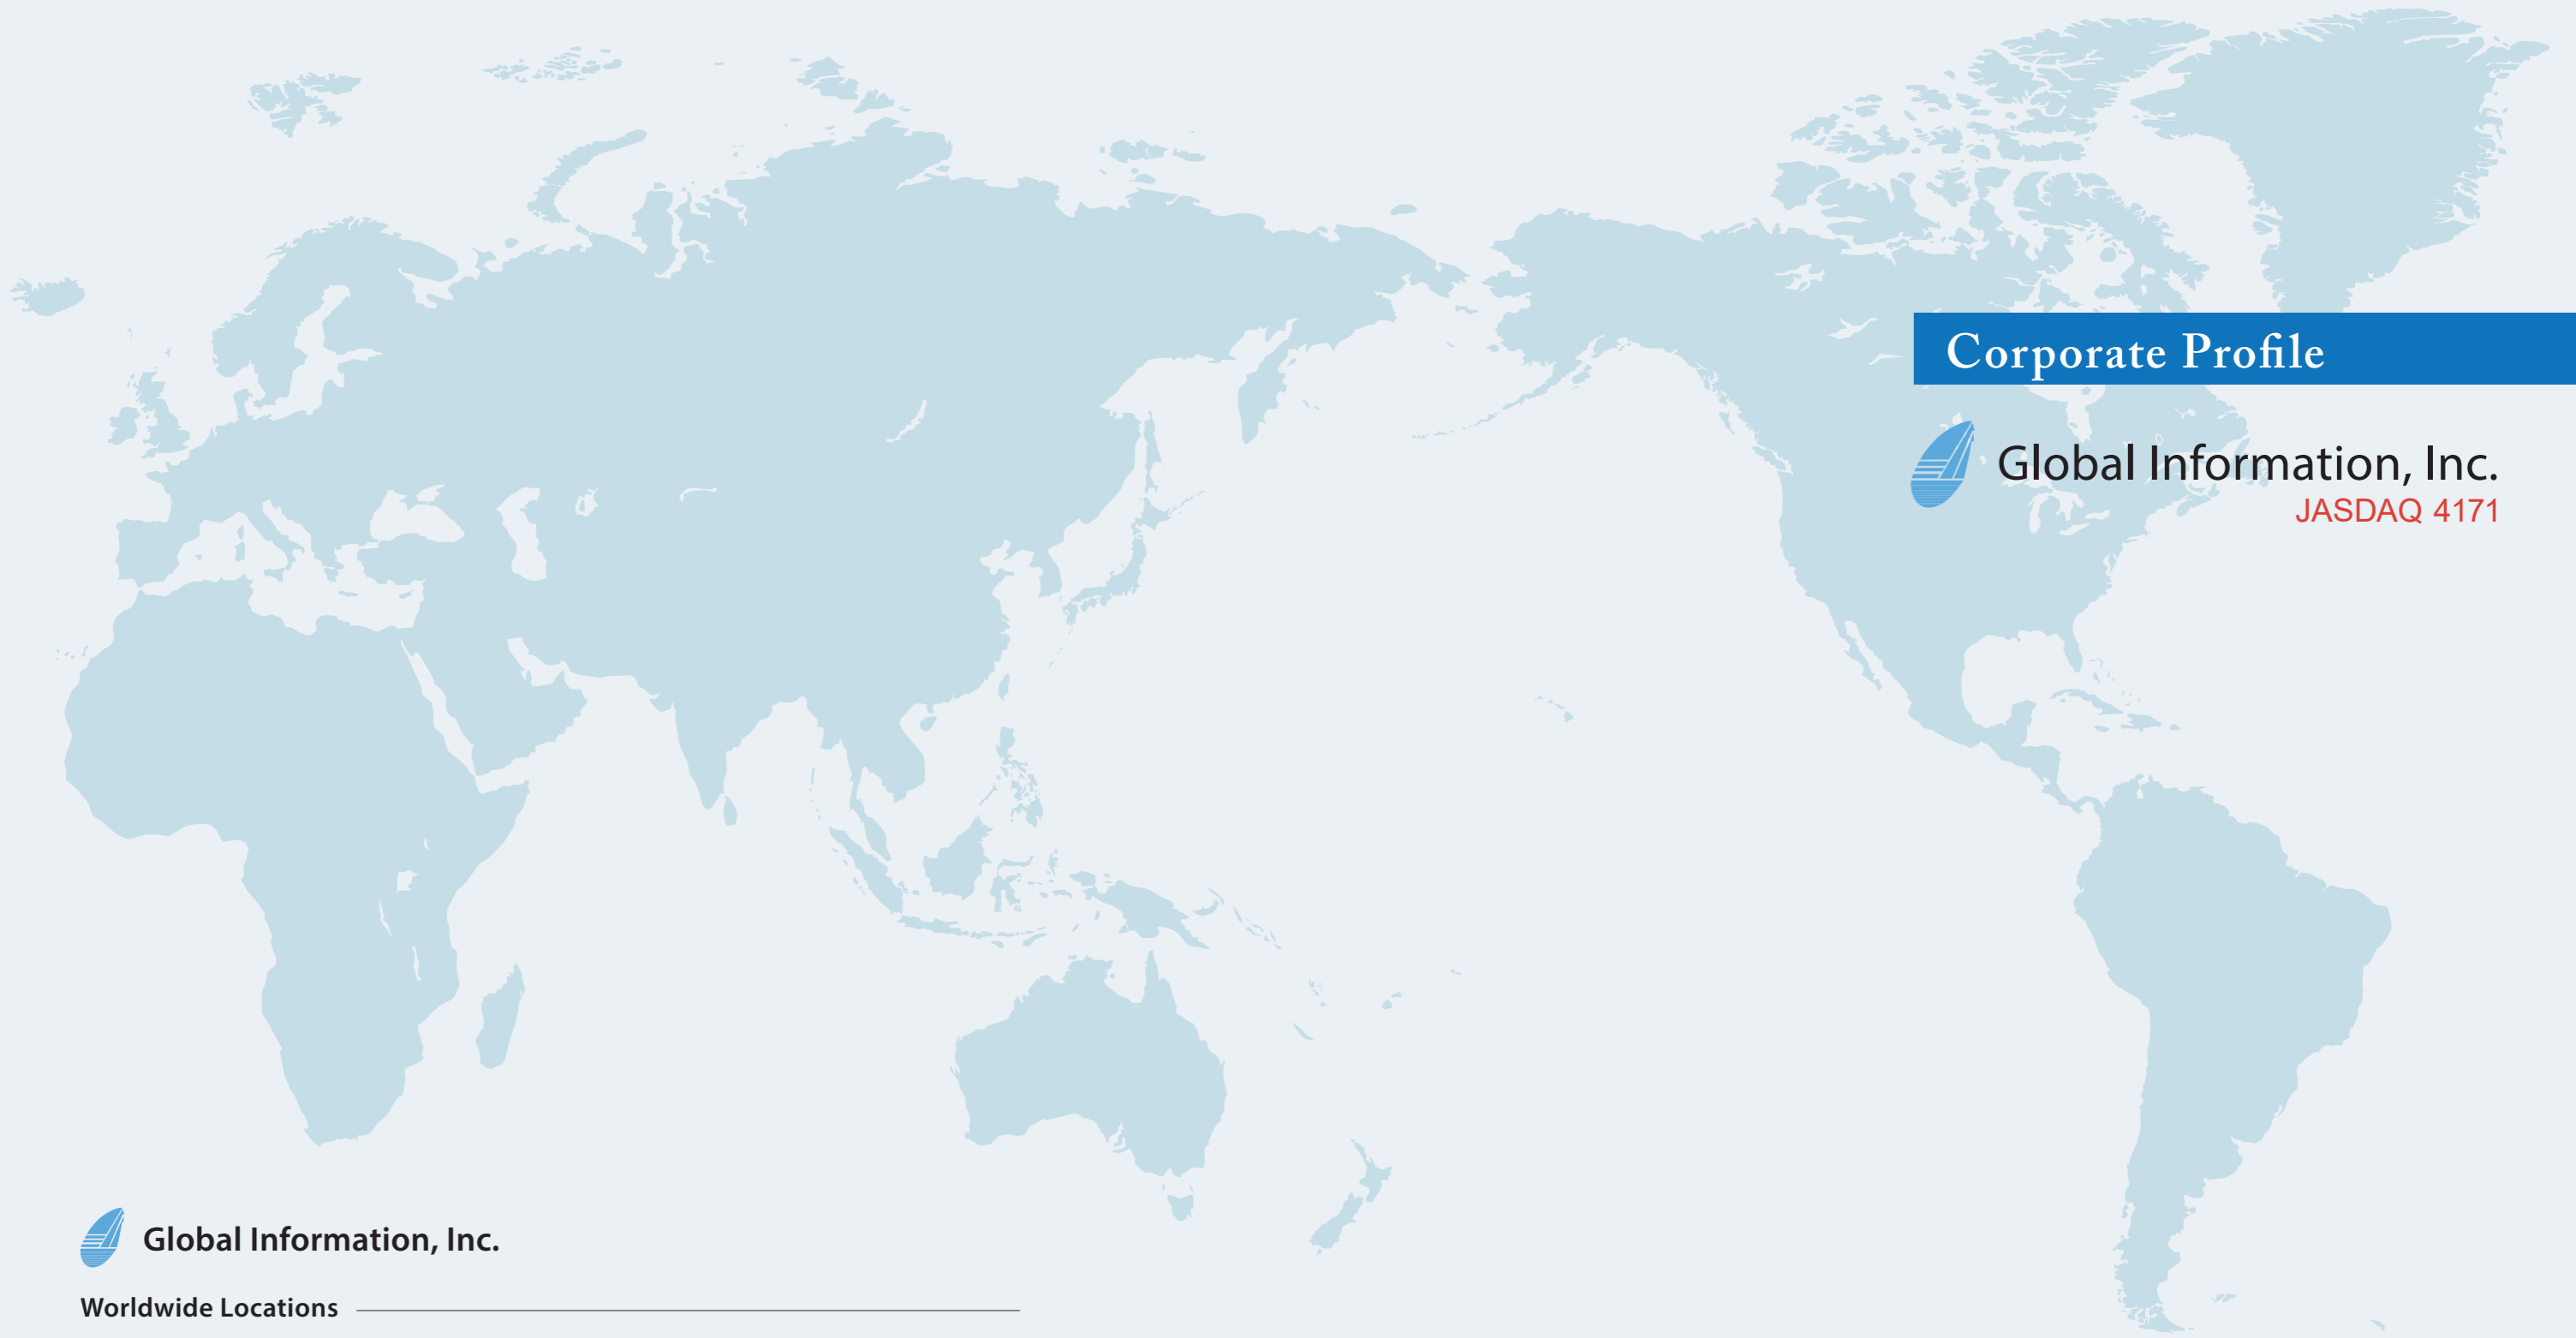 Corporate Profile
Global Information, Inc.
JASDAQ 4171
Global Information, Inc.
Worldwide Locations